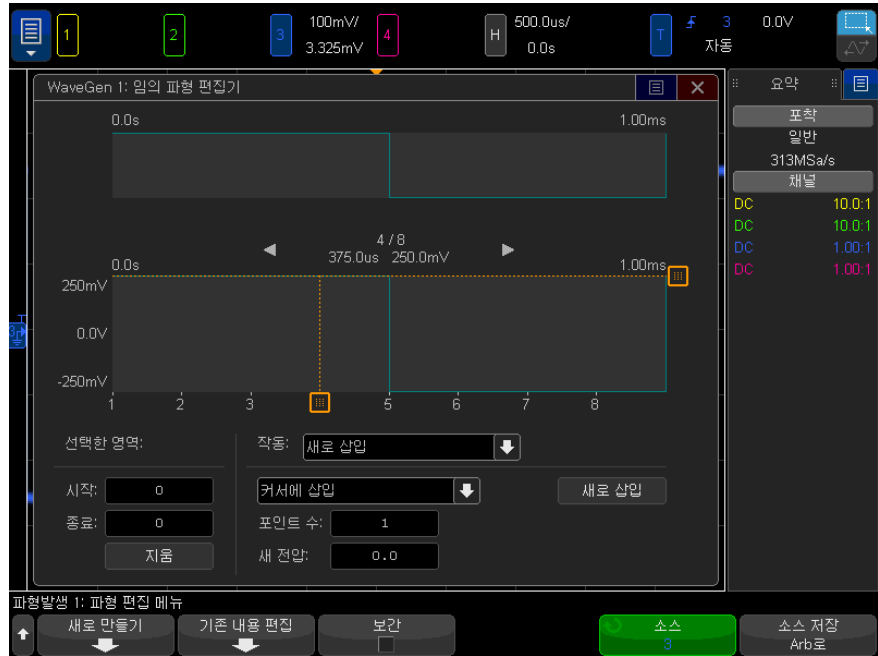 1 2 3 100mV/ 3.325mV 4 H 500.0us/ 0.0s T 3 자동 0.0V
WaveGen 1: 임의 파형 편집기
0.0s 1.00ms
4 / 8
375.0us 250.0mV
0.0s 1.00ms
250mV
0.0V
-250mV
1 2 3 5 6 7 8
선택한 영역:
작동: 새로 삽입
시작: 0
커서에 삽입
새로 삽입
종료: 0
포인트 수: 1
지움
새 전압: 0.0
요약
포착
일반
313MSa/s
채널
DC 10.0:1
DC 10.0:1
DC 1.00:1
DC 1.00:1
T
3
파형발생 1: 파형 편집 메뉴
새로 만들기
기존 내용 편집
보간
소스
3
소스 저장
Arb로